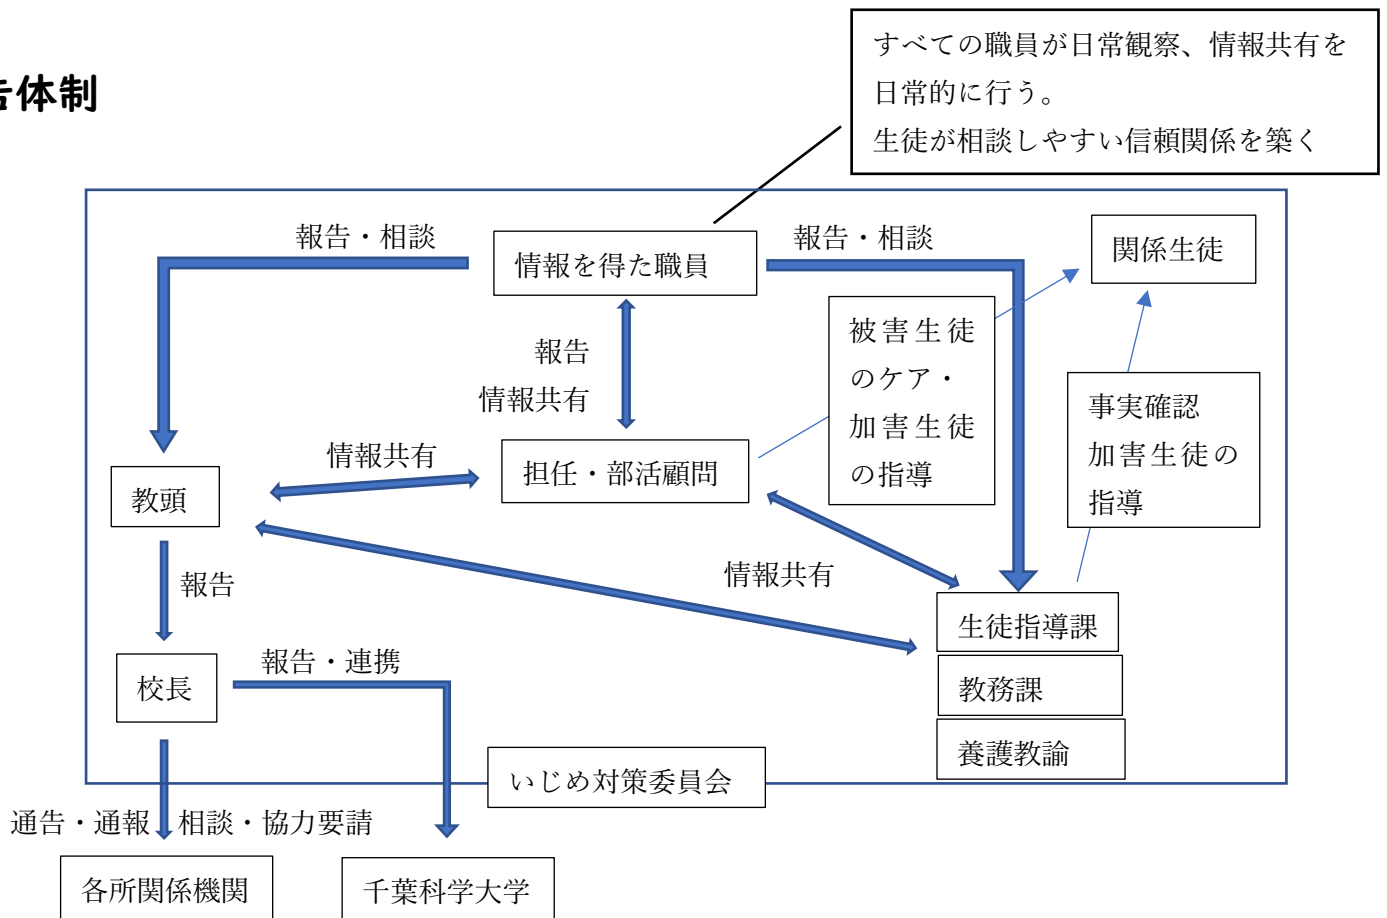 告体制
すべての職員が日常観察、情報共有を
日常的に行う。
生徒が相談しやすい信頼関係を築く
報告・相談
情報を得た職員
報告・相談
関係生徒
被害生徒
のケア・
加害生徒
の指導
報告
情報共有
事実確認
加害生徒の
指導
情報共有
担任・部活顧問
教頭
情報共有
報告
生徒指導課
報告・連携
校長
教務課
養護教諭
いじめ対策委員会
通告・通報
相談・協力要請
各所関係機関
千葉科学大学